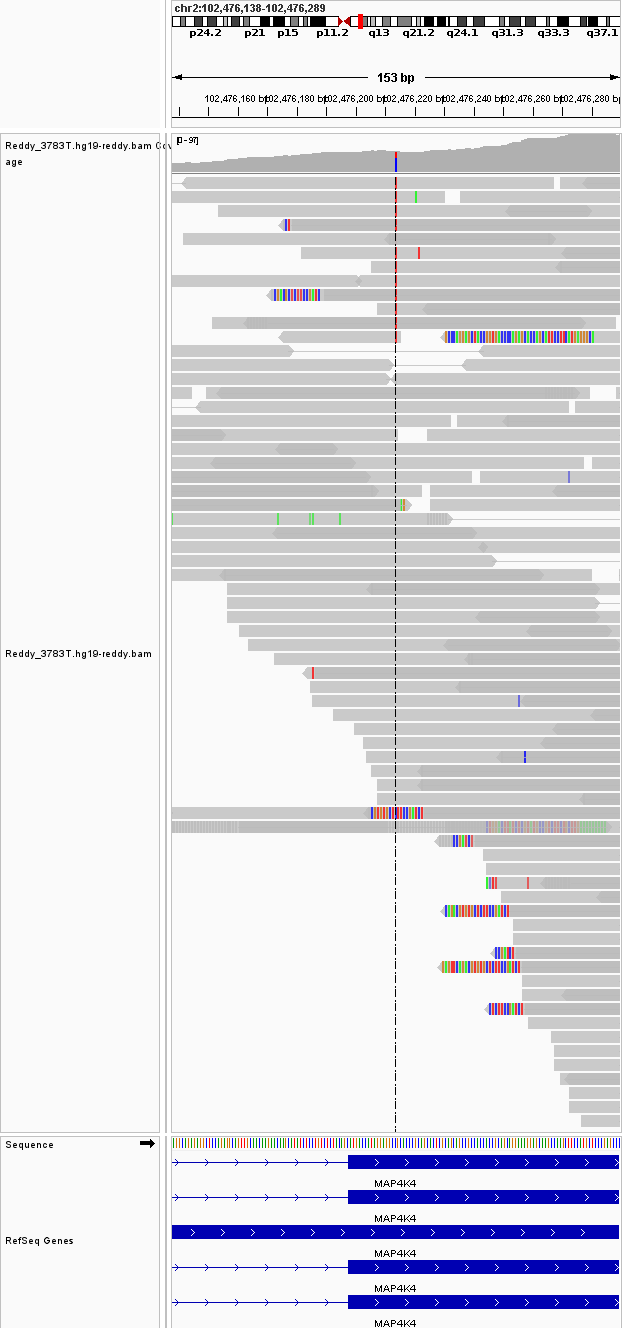 chr2:102,476,138-102,476,289
p24.2 p21 p15 p11.2 q13 q21.2 q24.1 q31.3 q33.3 q37.1
153 bp
102,476,160 bp 102,476,180 bp 102,476,200 bp 102,476,220 bp 102,476,240 bp 102,476,260 bp 102,476,280 bp
Reddy_3783T.hg19-reddy.bam Cov
age
[0 - 97]
Reddy_3783T.hg19-reddy.bam
Sequence
MAP4K4
MAP4K4
RefSeq Genes
MAP4K4
MAP4K4
MAP4K4